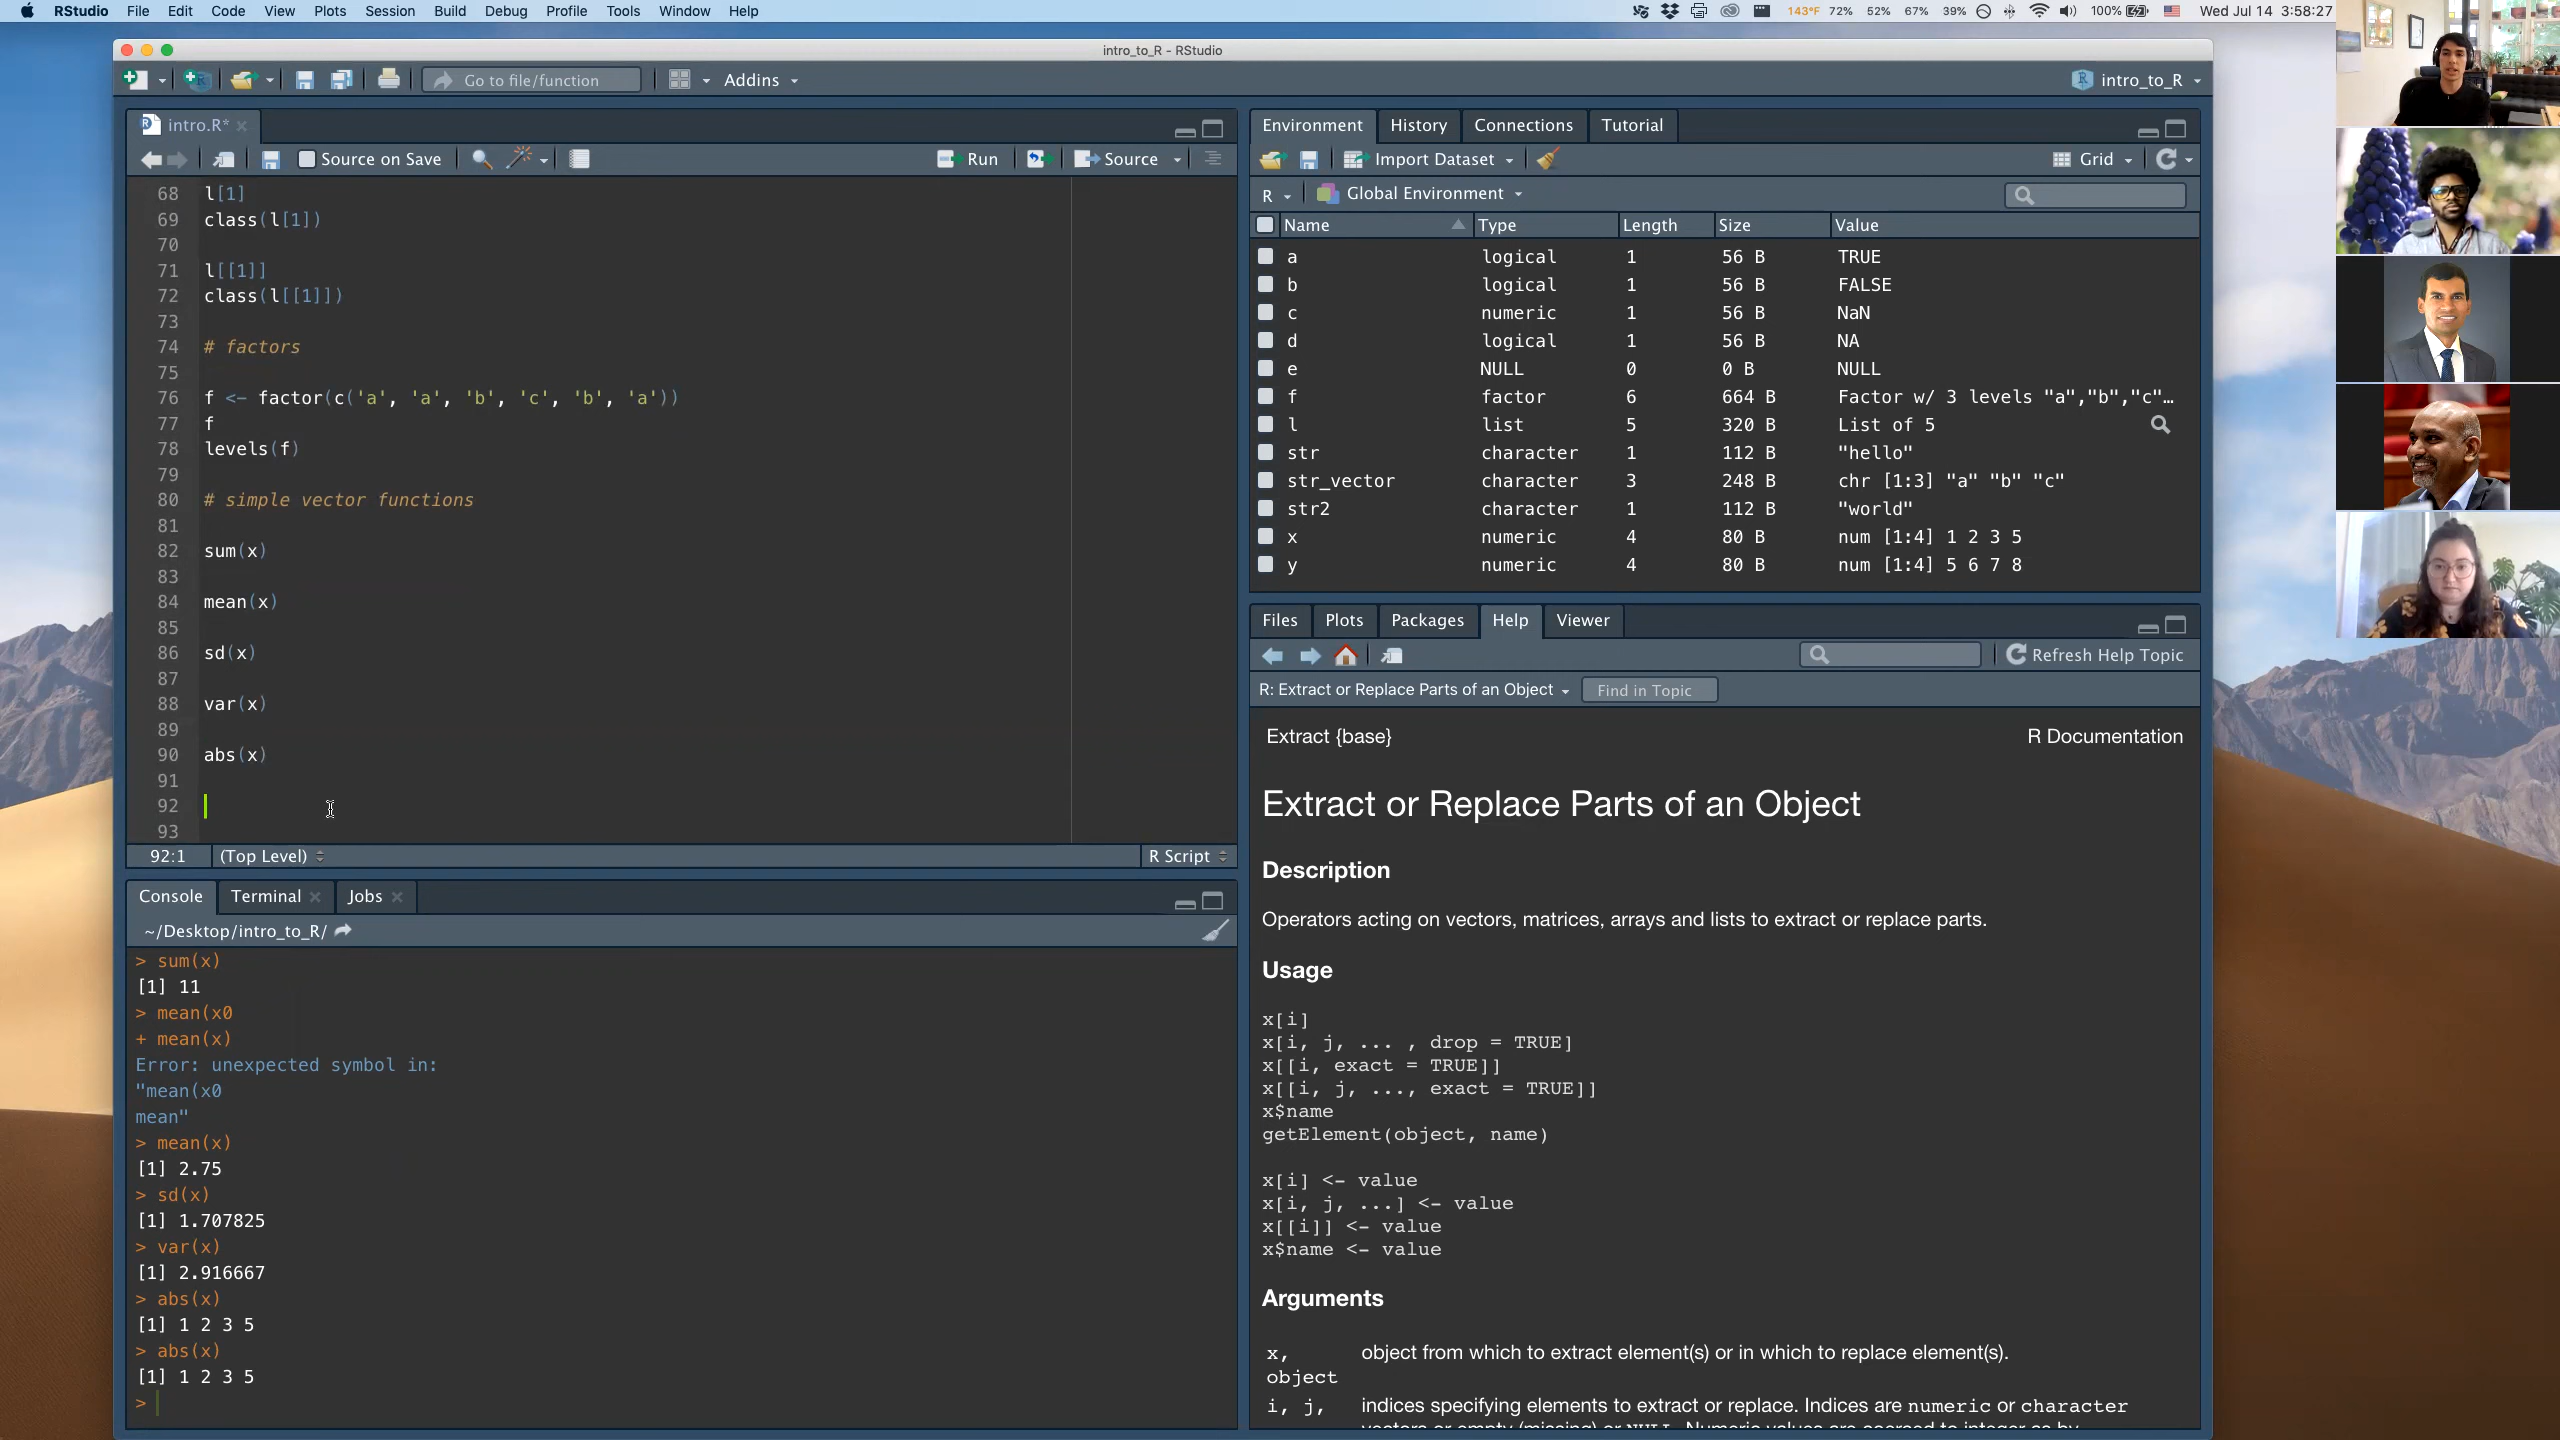 RStudio File Edit Code View Plots Session Build Debug Profile Tools Window Help 143°F 72% 52% 67% 39% 100% Wed Jul 14 3:58:27
intro_to_R - RStudio
Go to file/function Addins intro_to_R
intro.R*
Source on Save Run Source
68 l[1]
69 class(l[1])
70
71 l[[1]]
72 class(l[[1]])
73
74 # factors
75
76 f <- factor(c('a', 'a', 'b', 'c', 'b', 'a'))
77 f
78 levels(f)
79
80 # simple vector functions
81
82 sum(x)
83
84 mean(x)
85
86 sd(x)
87
88 var(x)
89
90 abs(x)
91
92
93
92:1 (Top Level) R Script
Console Terminal Jobs
~/Desktop/intro_to_R/
> sum(x)
[1] 11
> mean(x0
+ mean(x)
Error: unexpected symbol in:
"mean(x0
mean"
> mean(x)
[1] 2.75
> sd(x)
[1] 1.707825
> var(x)
[1] 2.916667
> abs(x)
[1] 1 2 3 5
> abs(x)
[1] 1 2 3 5
>
Environment History Connections Tutorial
Import Dataset Grid
R Global Environment
Name Type Length Size Value
a logical 1 56 B TRUE
b logical 1 56 B FALSE
c numeric 1 56 B NaN
d logical 1 56 B NA
e NULL 0 0 B NULL
f factor 6 664 B Factor w/ 3 levels "a","b","c"…
l list 5 320 B List of 5
str character 1 112 B "hello"
str_vector character 3 248 B chr [1:3] "a" "b" "c"
str2 character 1 112 B "world"
x numeric 4 80 B num [1:4] 1 2 3 5
y numeric 4 80 B num [1:4] 5 6 7 8
Files Plots Packages Help Viewer
Refresh Help Topic
R: Extract or Replace Parts of an Object Find in Topic
Extract {base} R Documentation
Extract or Replace Parts of an Object
Description
Operators acting on vectors, matrices, arrays and lists to extract or replace parts.
Usage
x[i]
x[i, j, ... , drop = TRUE]
x[[i, exact = TRUE]]
x[[i, j, ..., exact = TRUE]]
x$name
getElement(object, name)
x[i] <- value
x[i, j, ...] <- value
x[[i]] <- value
x$name <- value
Arguments
x, object from which to extract element(s) or in which to replace element(s).
object
i, j, indices specifying elements to extract or replace. Indices are numeric or character